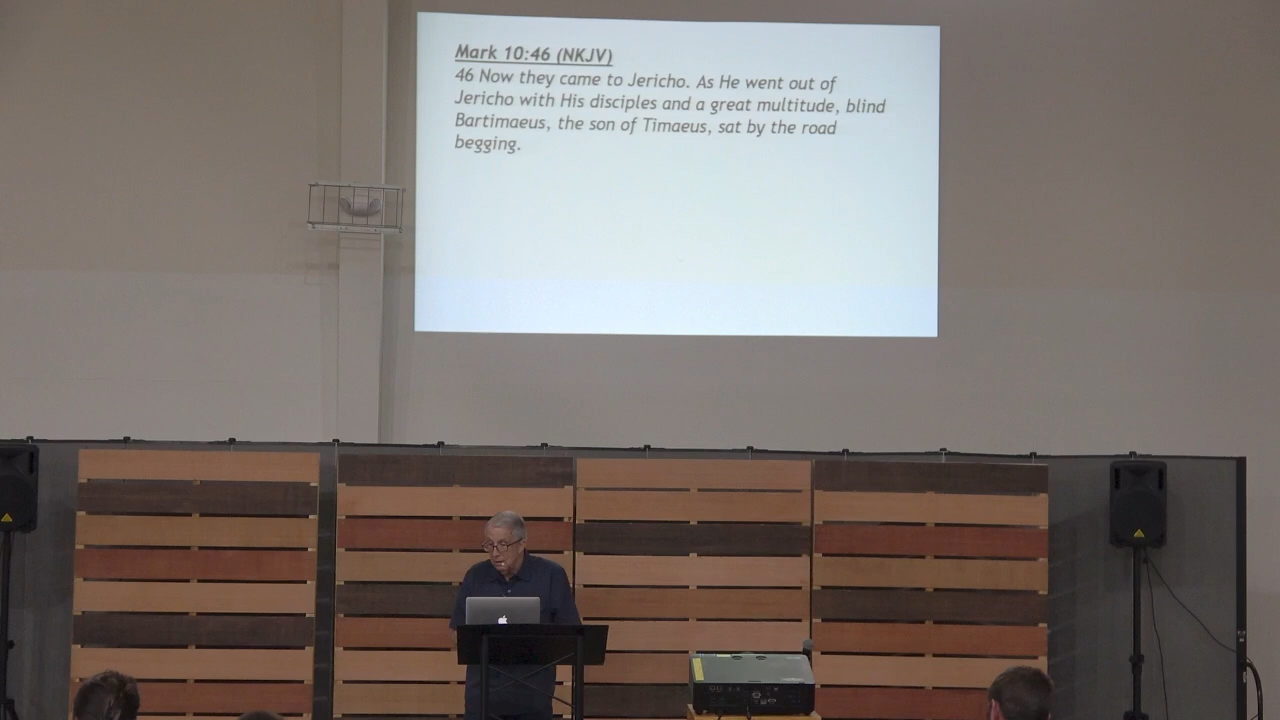 Mark 10:46 (NKJV)
46 Now they came to Jericho. As He went out of
Jericho with His disciples and a great multitude, blind
Bartimaeus, the son of Timaeus, sat by the road
begging.